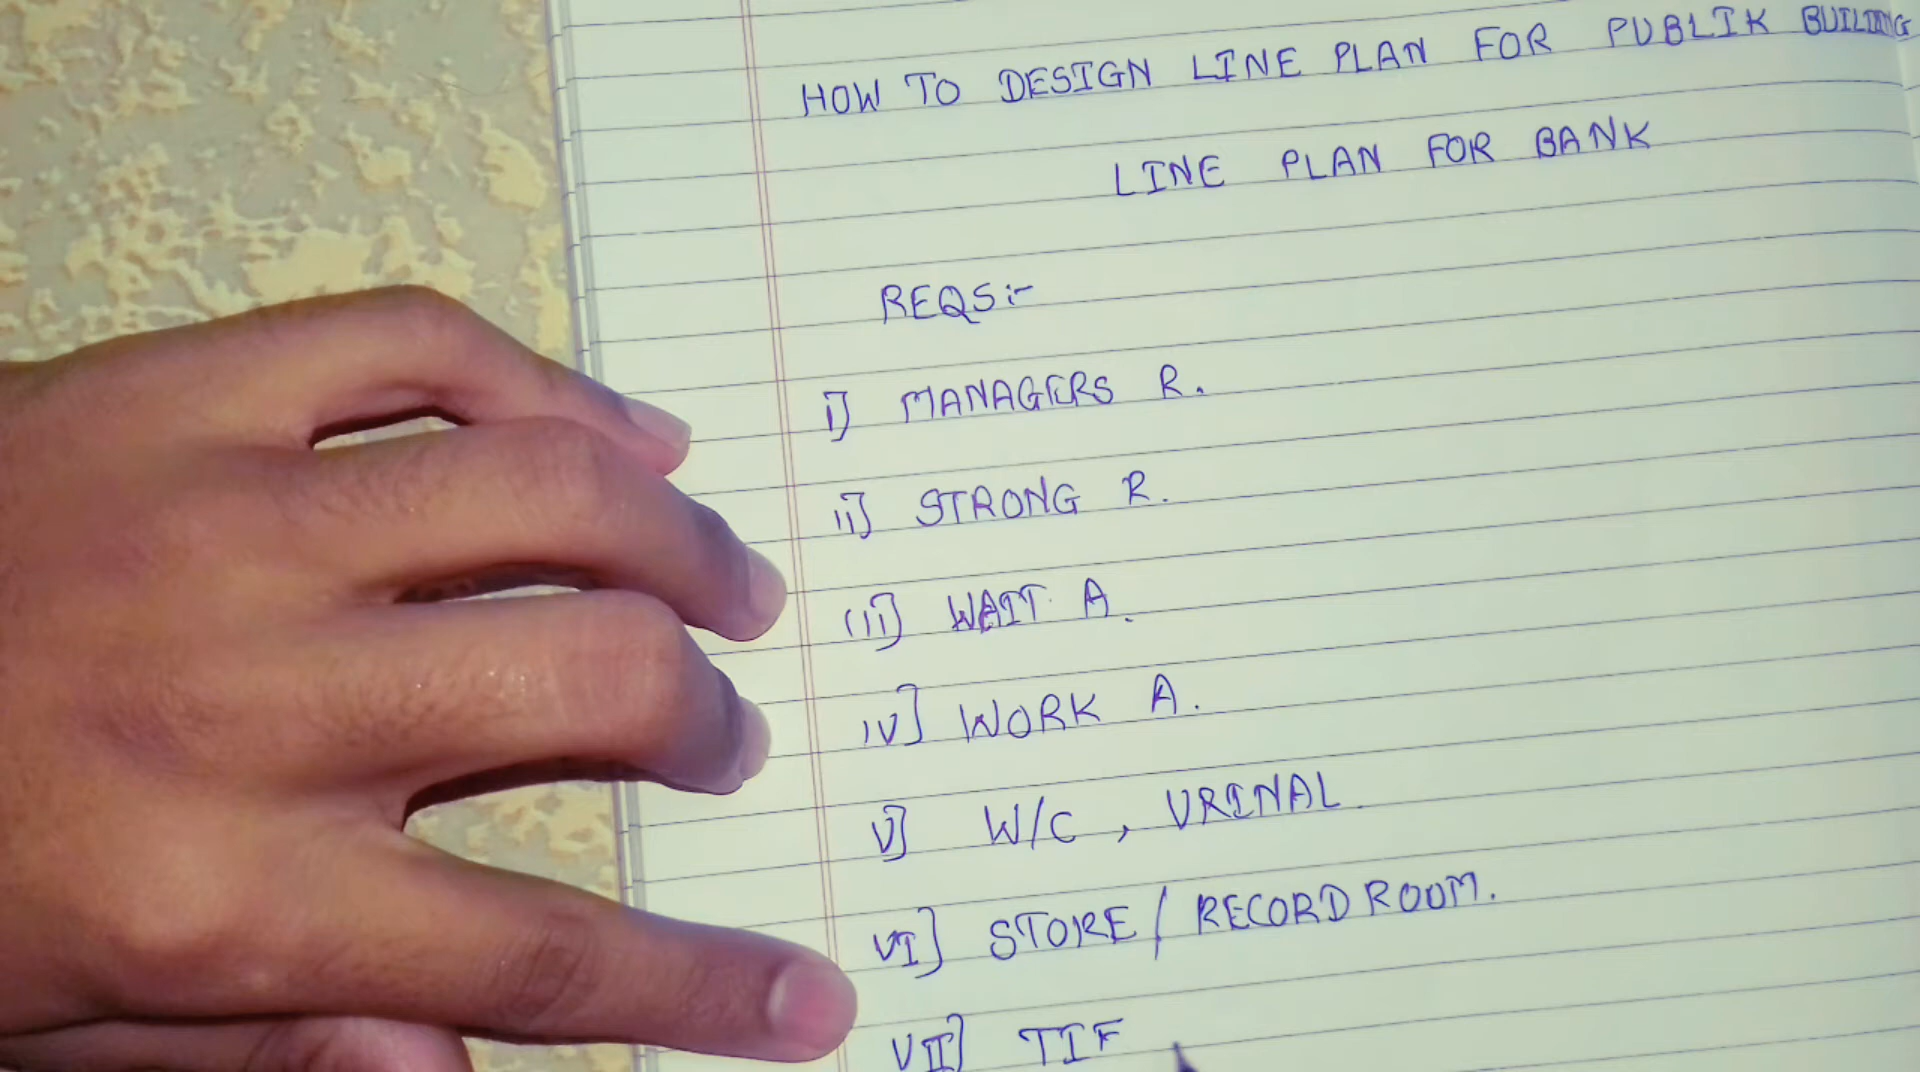 HOW TO DESIGN LINE PLAN FOR PUBLIK BUILDING
LINE PLAN FOR BANK
REQS:-
i] MANAGERS R.
ii] STRONG R.
iii] WAIT A.
iv] WORK A.
v] W/C, URINAL
vi] STORE / RECORD ROOM.
vii] TIF